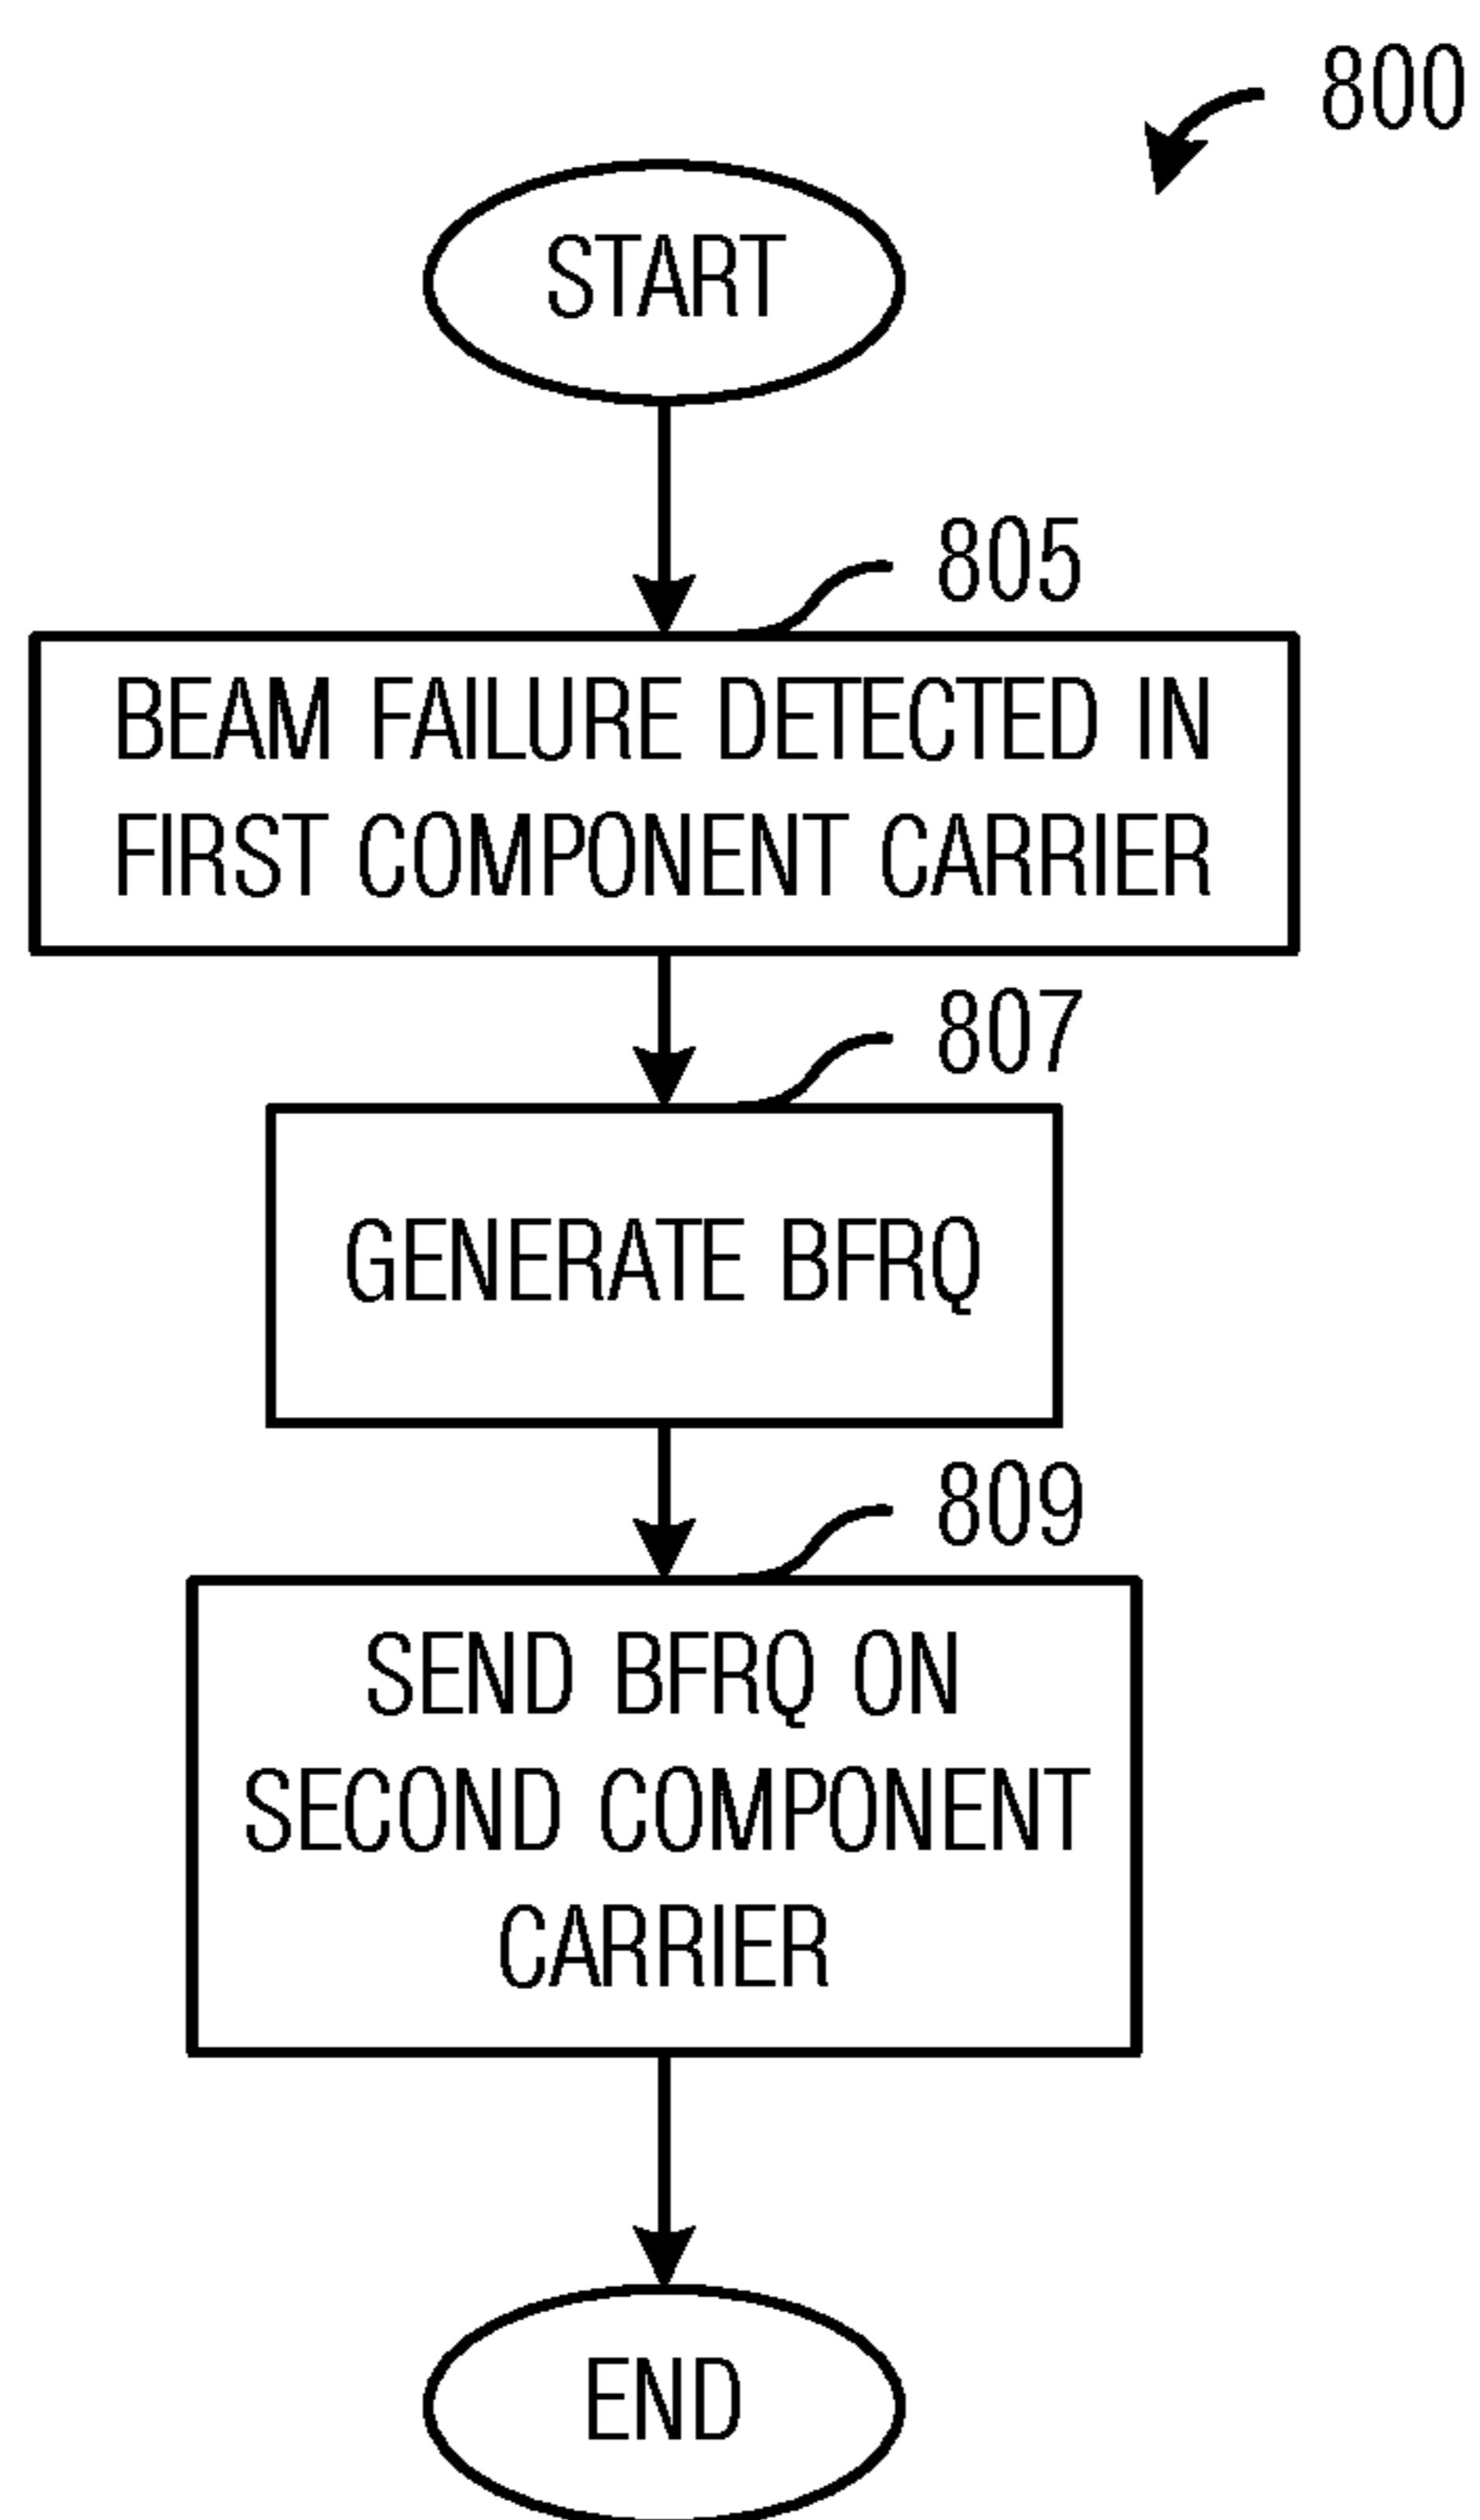 800
START
805
BEAM FAILURE DETECTED IN
FIRST COMPONENT CARRIER
807
GENERATE BFRQ
809
SEND BFRQ ON
SECOND COMPONENT
CARRIER
END